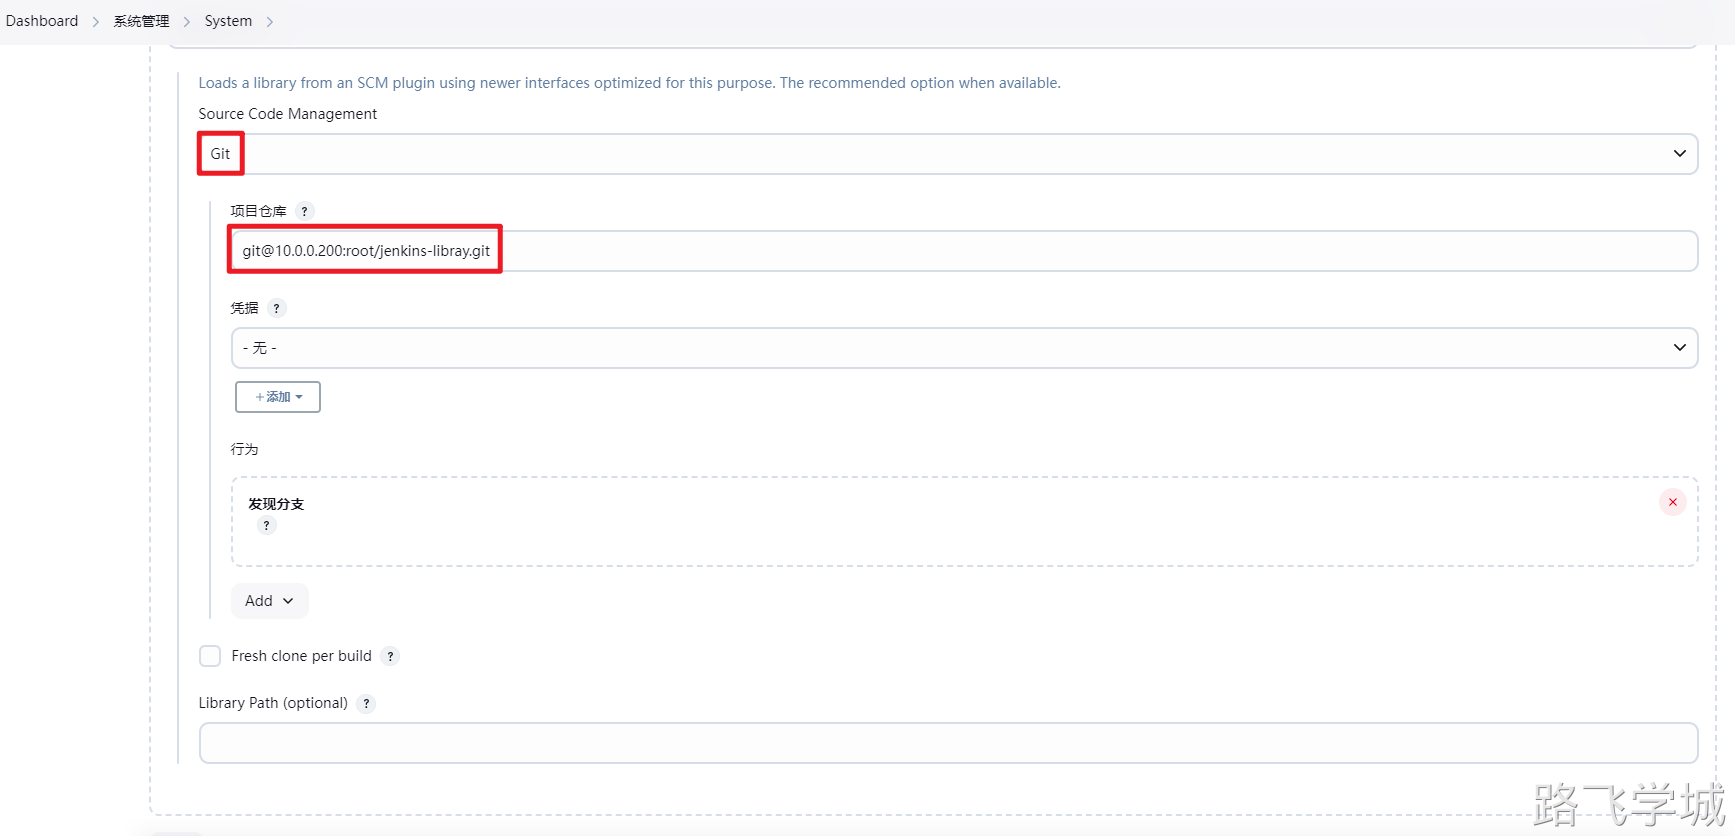 Dashboard > 系统管理 > System >
Loads a library from an SCM plugin using newer interfaces optimized for this purpose. The recommended option when available.
Source Code Management
Git
项目仓库 ?
git@10.0.0.200:root/jenkins-libray.git
凭据 ?
- 无 -
+添加
行为
发现分支
?
Add
Fresh clone per build ?
Library Path (optional) ?
路飞学城